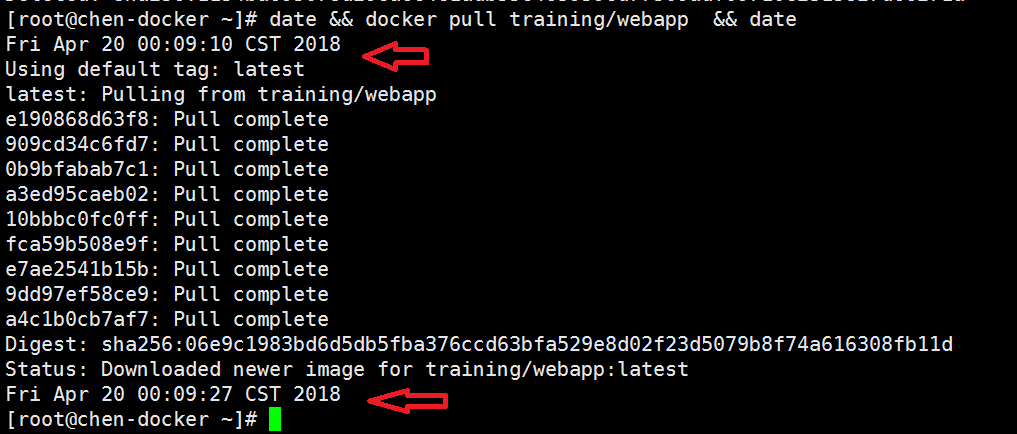 [root@chen-docker ~]# date && docker pull training/webapp  && date
Fri Apr 20 00:09:10 CST 2018
Using default tag: latest
latest: Pulling from training/webapp
e190868d63f8: Pull complete
909cd34c6fd7: Pull complete
0b9bfabab7c1: Pull complete
a3ed95caeb02: Pull complete
10bbbc0fc0ff: Pull complete
fca59b508e9f: Pull complete
e7ae2541b15b: Pull complete
9dd97ef58ce9: Pull complete
a4c1b0cb7af7: Pull complete
Digest: sha256:06e9c1983bd6d5db5fba376ccd63bfa529e8d02f23d5079b8f74a616308fb11d
Status: Downloaded newer image for training/webapp:latest
Fri Apr 20 00:09:27 CST 2018
[root@chen-docker ~]#